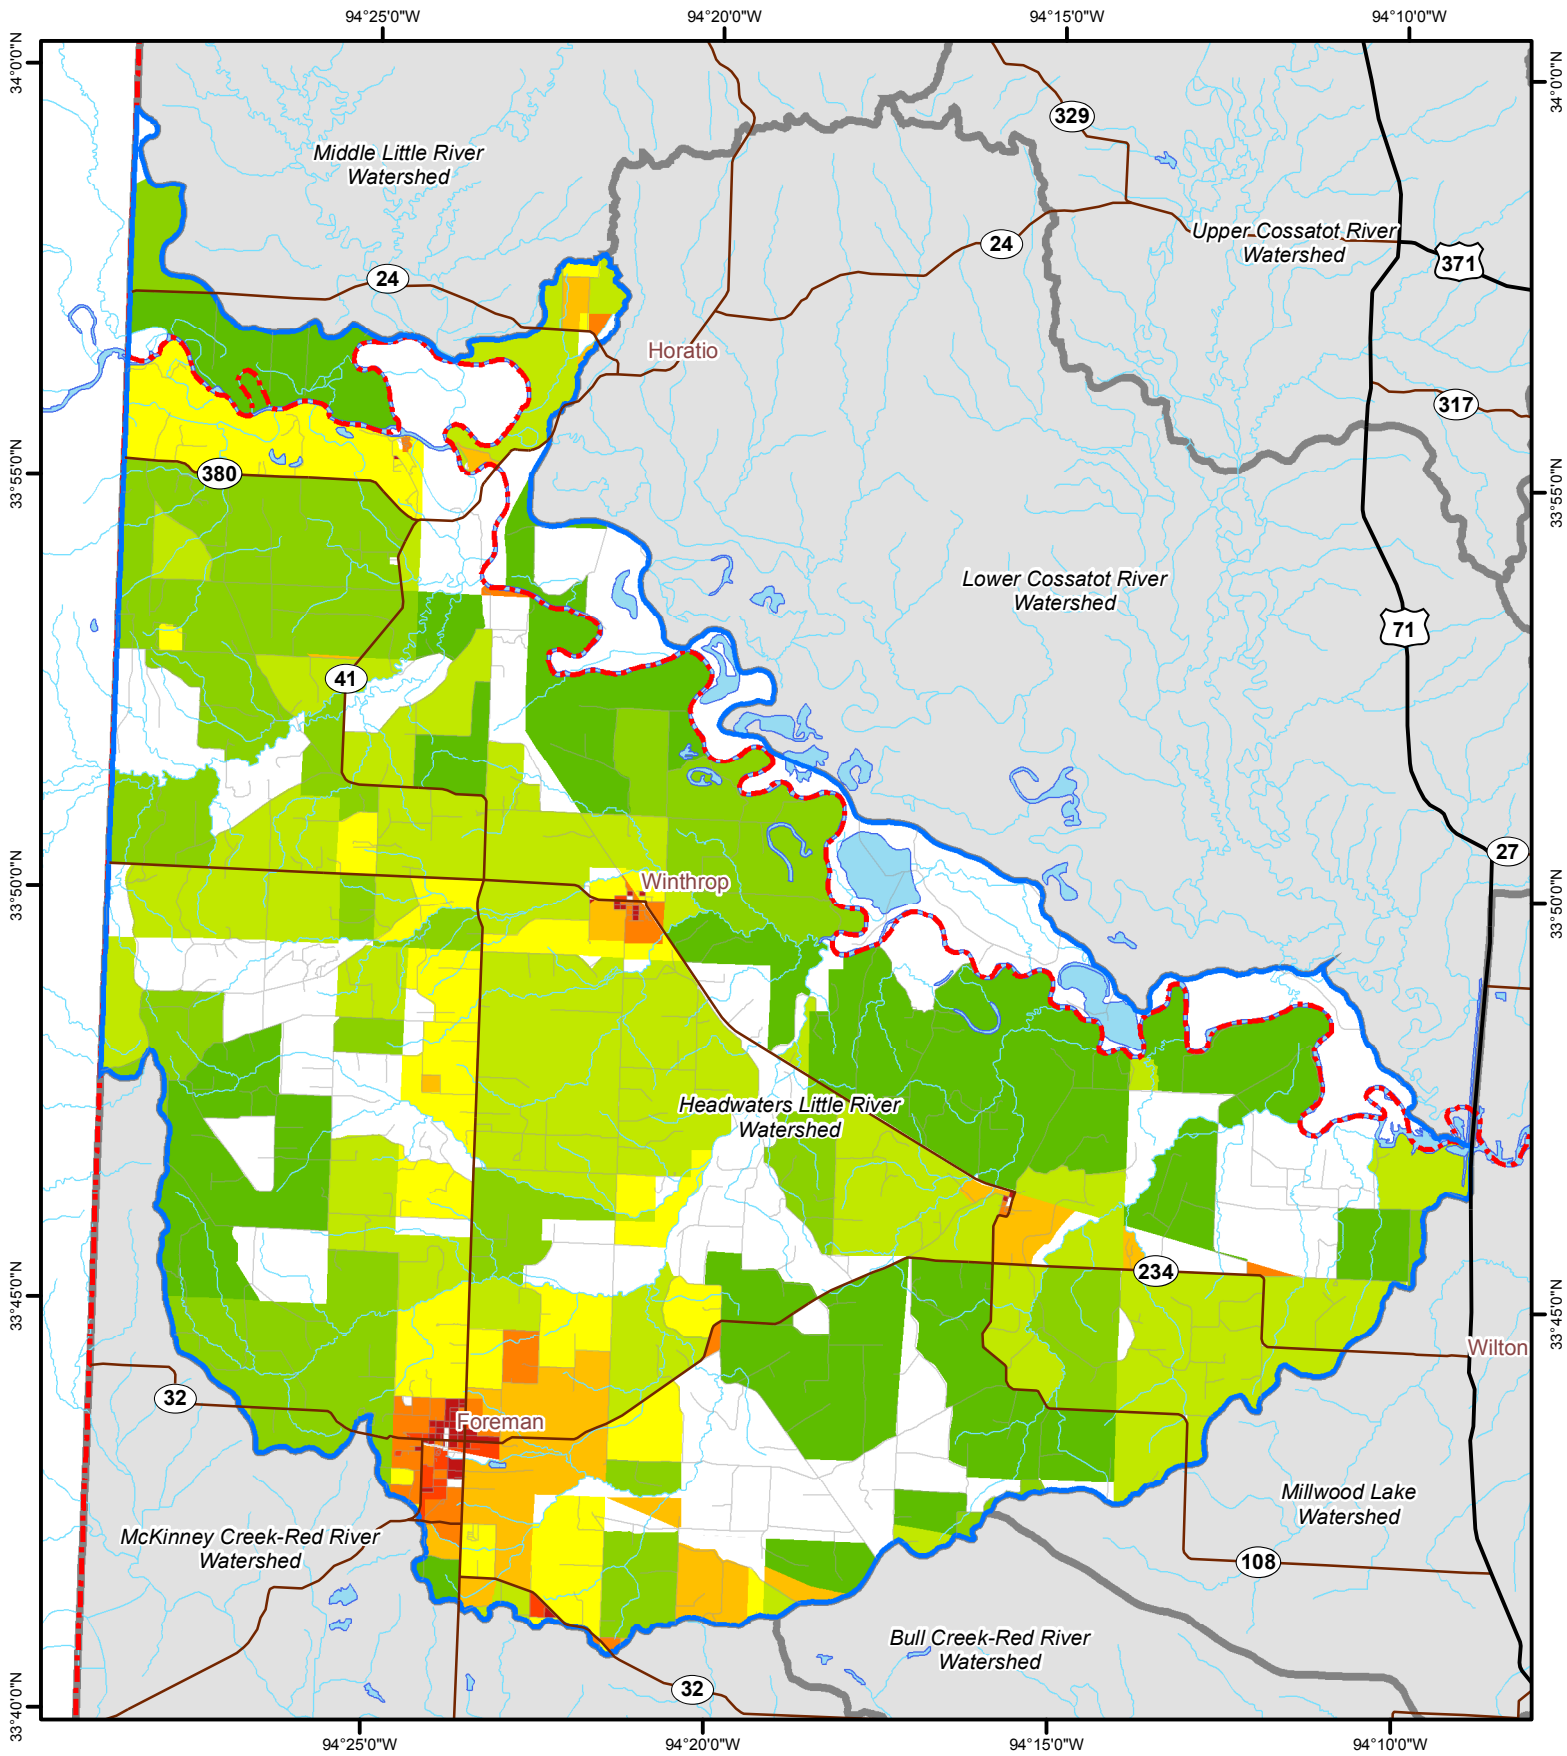 94°25'0"W
94°20'0"W
94°15'0"W
94°10'0"W
34°0'0"N
34°0'0"N
329
Middle Little River
Watershed
Upper Cossatot River
Watershed
24
371
24
Horatio
317
380
33°55'0"N
33°55'0"N
Lower Cossatot River
Watershed
71
41
27
Winthrop
33°50'0"N
33°50'0"N
Headwaters Little River
Watershed
234
33°45'0"N
33°45'0"N
Wilton
32
Foreman
Millwood Lake
Watershed
McKinney Creek-Red River
Watershed
108
Bull Creek-Red River
Watershed
32
33°40'0"N
94°25'0"W
94°20'0"W
94°15'0"W
94°10'0"W